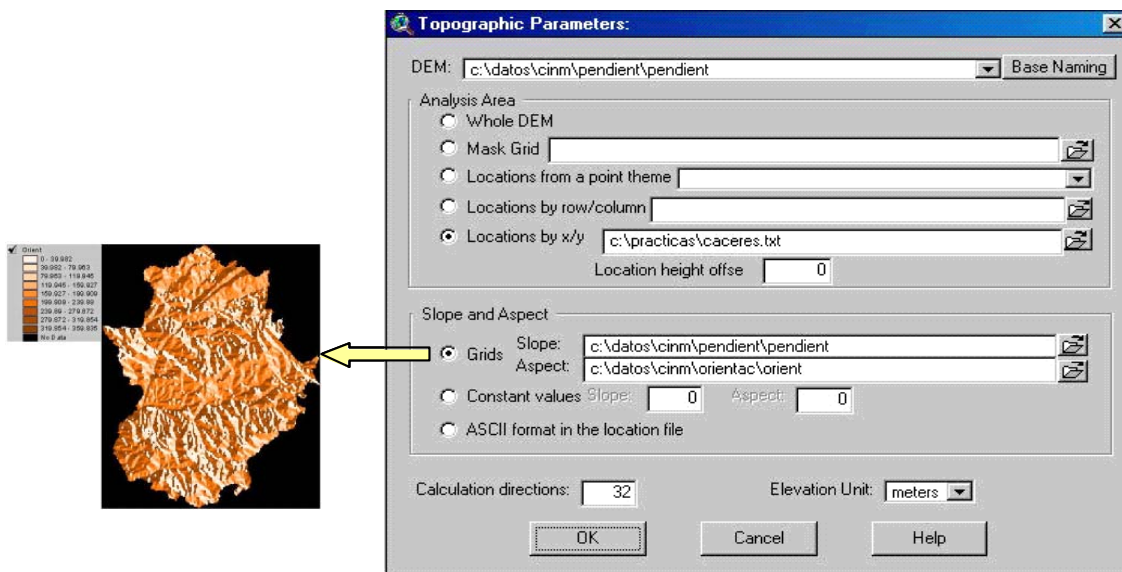 Topographic Parameters:
DEM: c:\datos\cinm\pendient\pendient Base Naming
Analysis Area
Whole DEM
Mask Grid
Locations from a point theme
Locations by row/column
Locations by x/y c:\practicas\caceres.txt
Location height offse 0
Orient
0 - 39.982
39.982 - 79.963
79.963 - 119.945
119.945 - 159.927
159.927 - 199.909
199.909 - 239.89
239.89 - 279.872
279.872 - 319.854
319.854 - 359.835
No Data
Slope and Aspect
Grids Slope: c:\datos\cinm\pendient\pendient
Aspect: c:\datos\cinm\orientac\orient
Constant values Slope: 0 Aspect: 0
ASCII format in the location file
Calculation directions: 32 Elevation Unit: meters
OK Cancel Help